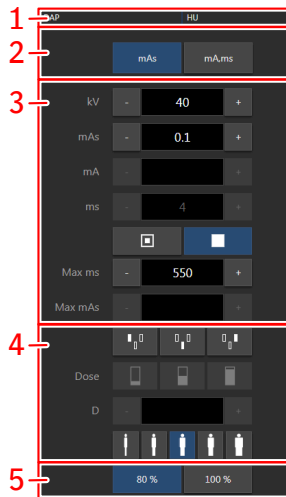 1 AP HU
2 mAs mA,ms
3 kV - 40 +
mAs - 0.1 +
mA - +
ms - 4 +
Max ms - 550 +
Max mAs - +
4
Dose
D - +
5 80 % 100 %